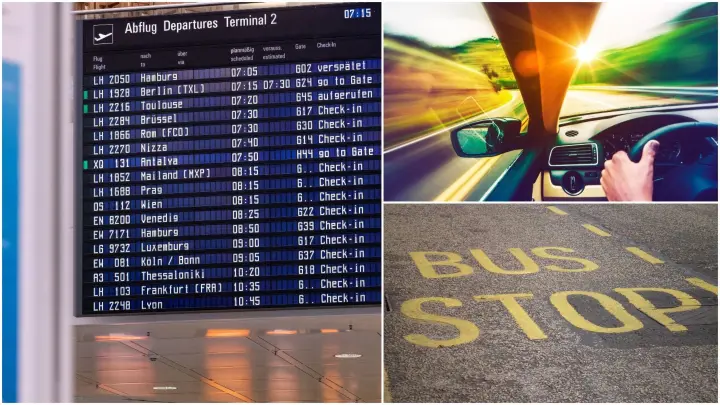 Abflug Departures Terminal 2
07:15
Flug nach über planmäßig voraus. Gate Check-In
Flight to via scheduled estimated
LH 2050 Hamburg 07:05 G02 verspätet
LH 1928 Berlin [TXL] 07:15 07:30 G24 go to Gate
LH 2216 Toulouse 07:20 G45 aufgerufen
LH 2284 Brüssel 07:30 G17 Check-in
LH 1866 Rom [FCO] 07:30 G30 Check-in
LH 2270 Nizza 07:40 G14 Check-in
XQ 131 Antalya 07:50 H44 go to Gate
LH 1852 Mailand [MXP] 08:15 G.. Check-in
LH 1688 Prag 08:15 G.. Check-in
OS 112 Wien 08:15 G.. Check-in
EN 8200 Venedig 08:25 G22 Check-in
EW 7171 Hamburg 08:50 G39 Check-in
LG 9732 Luxemburg 09:00 G17 Check-in
EW 081 Köln / Bonn 09:05 G37 Check-in
A3 501 Thessaloniki 10:20 G18 Check-in
LH 103 Frankfurt [FRA] 10:35 G.. Check-in
LH 2248 Lyon 10:45 G.. Check-in
BUS
STOP